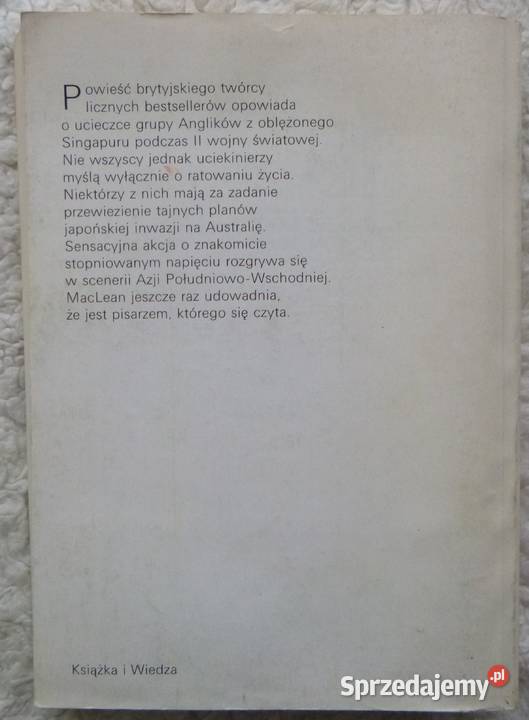 Powieść brytyjskiego twórcy
licznych bestsellerów opowiada
o ucieczce grupy Anglików z oblężonego
Singapuru podczas II wojny światowej.
Nie wszyscy jednak uciekinierzy
myślą wyłącznie o ratowaniu życia.
Niektórzy z nich mają za zadanie
przewiezienie tajnych planów
japońskiej inwazji na Australię.
Sensacyjna akcja o znakomicie
stopniowanym napięciu rozgrywa się
w scenerii Azji Południowo-Wschodniej.
MacLean jeszcze raz udowadnia,
że jest pisarzem, którego się czyta.
Książka i Wiedza
Sprzedajemy.pl